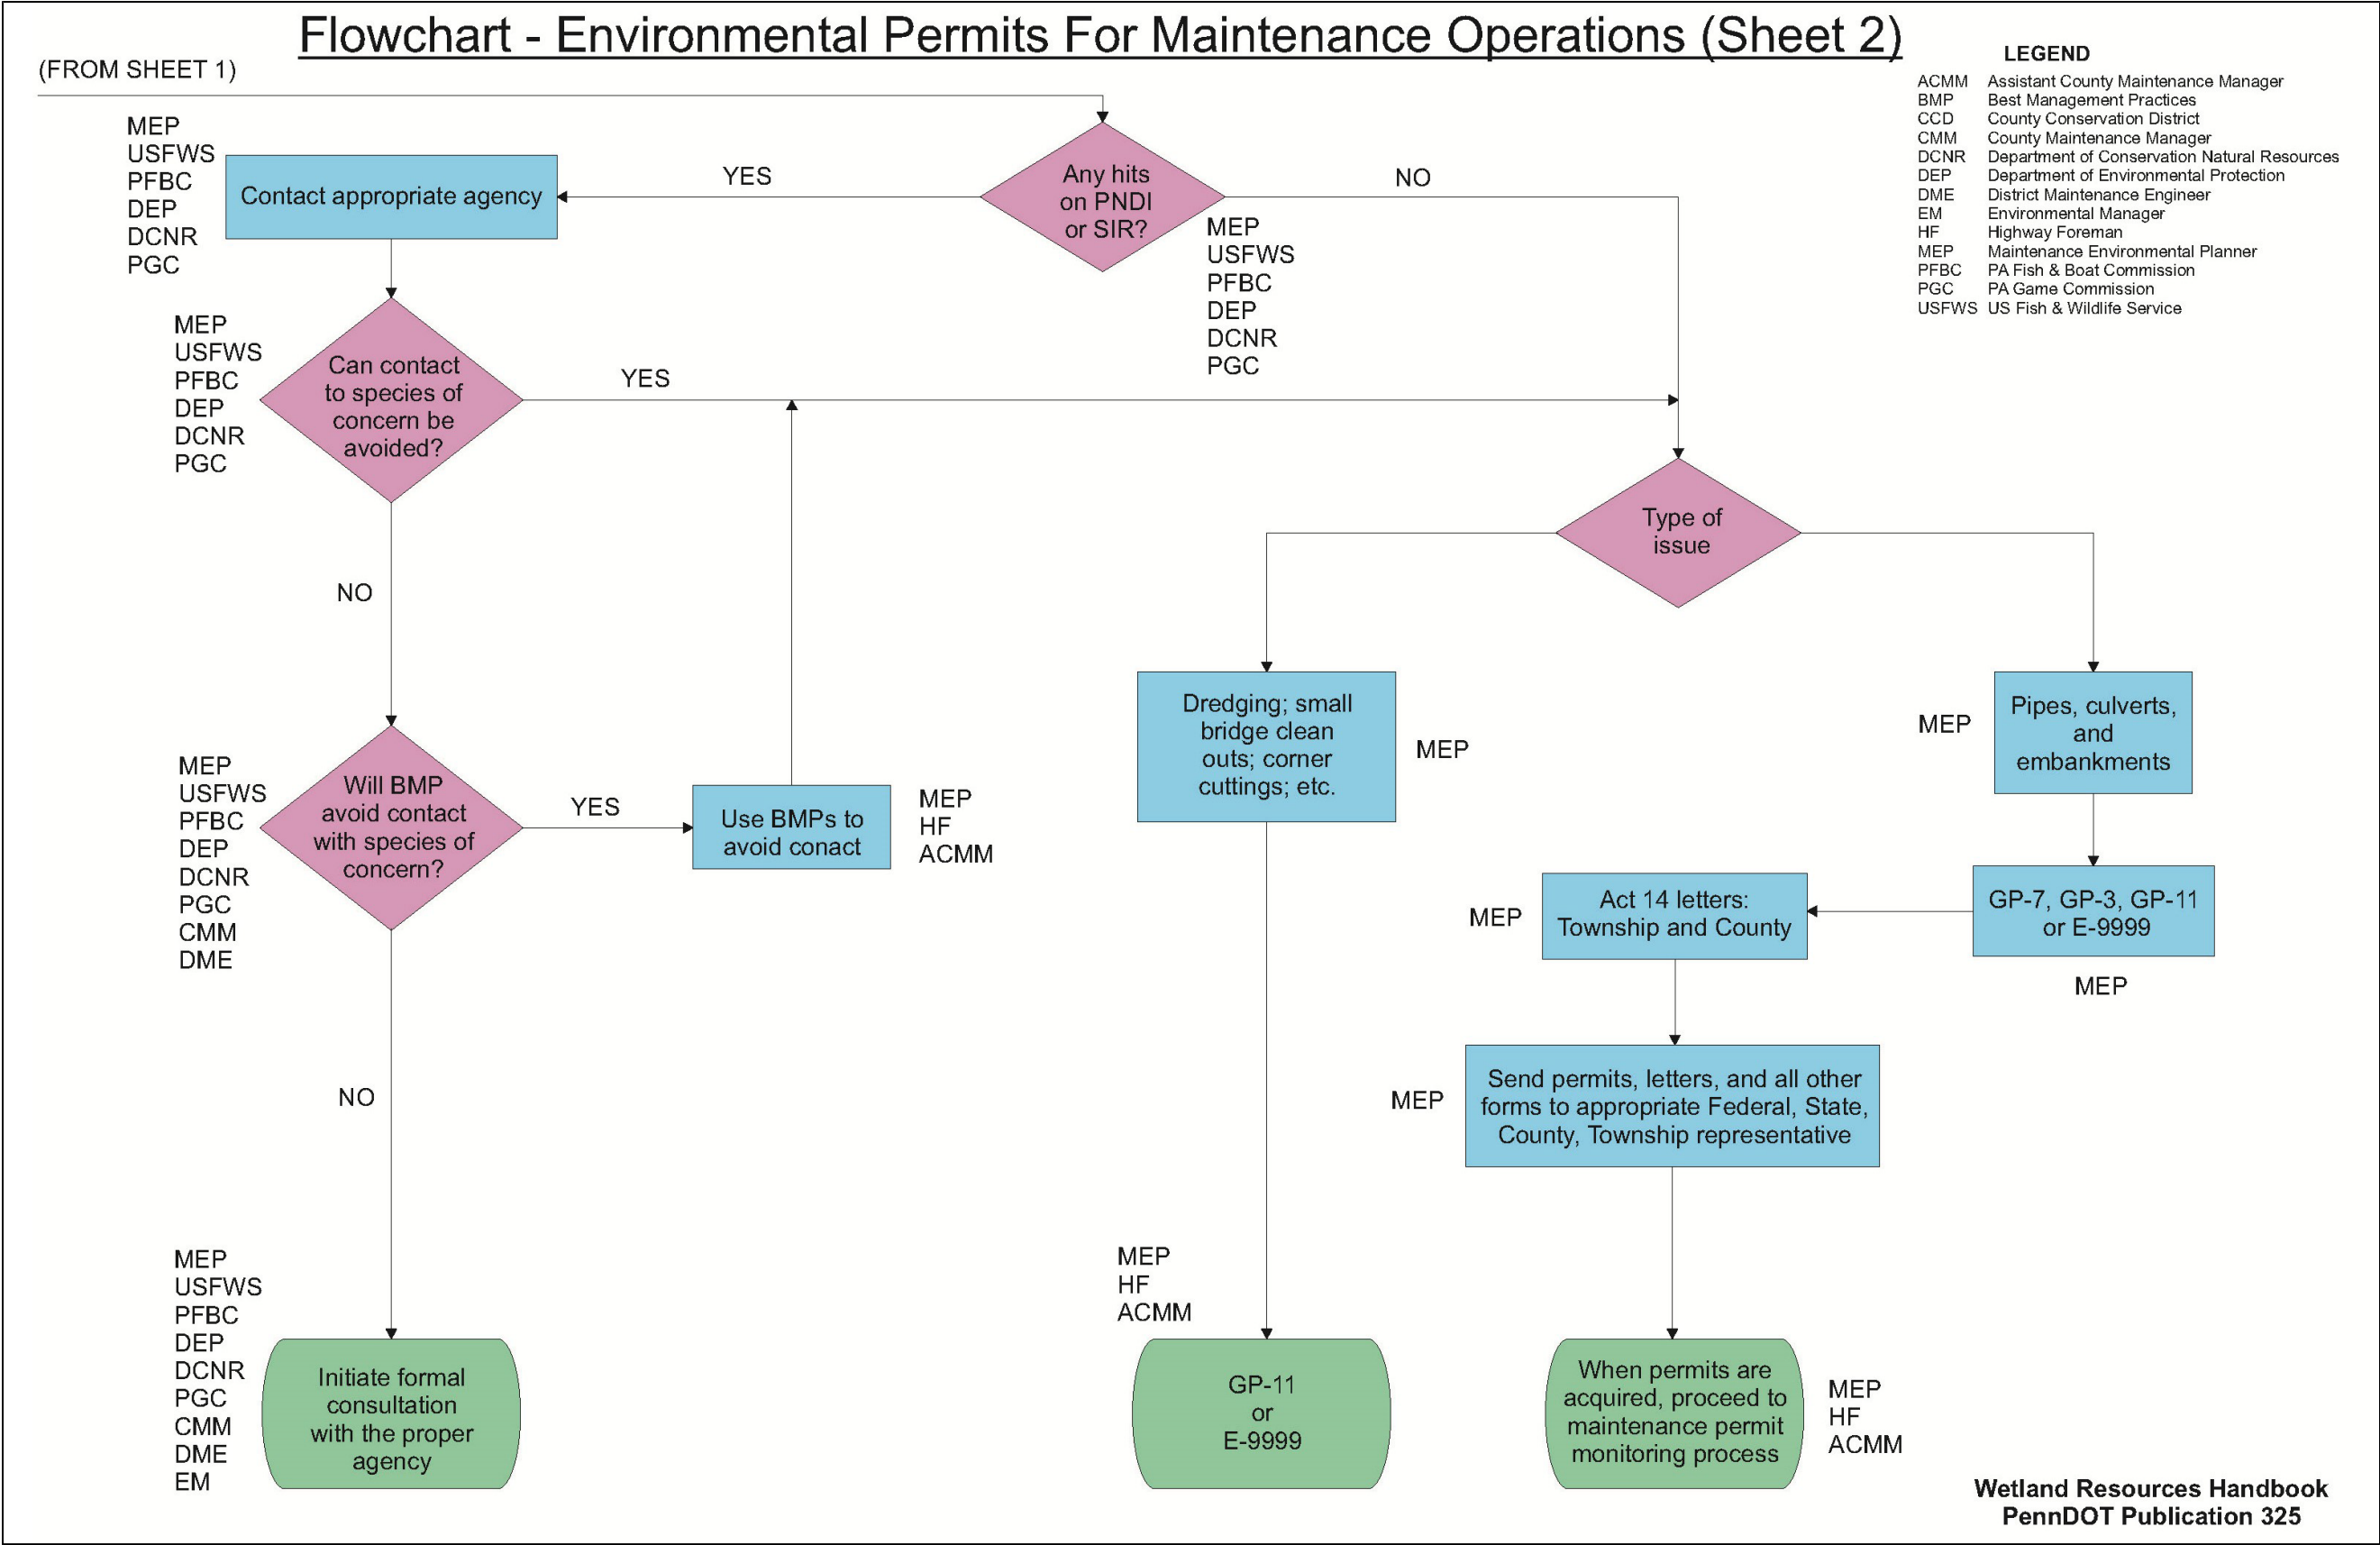 Flowchart - Environmental Permits For Maintenance Operations (Sheet 2)
(FROM SHEET 1)
LEGEND
ACMM Assistant County Maintenance Manager
BMP Best Management Practices
CCD County Conservation District
CMM County Maintenance Manager
DCNR Department of Conservation Natural Resources
DEP Department of Environmental Protection
DME District Maintenance Engineer
EM Environmental Manager
HF Highway Foreman
MEP Maintenance Environmental Planner
PFBC PA Fish & Boat Commission
PGC PA Game Commission
USFWS US Fish & Wildlife Service
Any hits
on PNDI
or SIR?
MEP
USFWS
PFBC
DEP
DCNR
PGC
YES
NO
MEP
USFWS
PFBC
DEP
DCNR
PGC
Contact appropriate agency
MEP
USFWS
PFBC
DEP
DCNR
PGC
Can contact
to species of
concern be
avoided?
YES
NO
MEP
USFWS
PFBC
DEP
DCNR
PGC
CMM
DME
Will BMP
avoid contact
with species of
concern?
YES
Use BMPs to
avoid conact
MEP
HF
ACMM
NO
MEP
USFWS
PFBC
DEP
DCNR
PGC
CMM
DME
EM
Initiate formal
consultation
with the proper
agency
Type of
issue
Dredging; small
bridge clean
outs; corner
cuttings; etc.
MEP
MEP
HF
ACMM
GP-11
or
E-9999
MEP
Pipes, culverts,
and
embankments
GP-7, GP-3, GP-11
or E-9999
MEP
MEP
Act 14 letters:
Township and County
MEP
Send permits, letters, and all other
forms to appropriate Federal, State,
County, Township representative
When permits are
acquired, proceed to
maintenance permit
monitoring process
MEP
HF
ACMM
Wetland Resources Handbook
PennDOT Publication 325